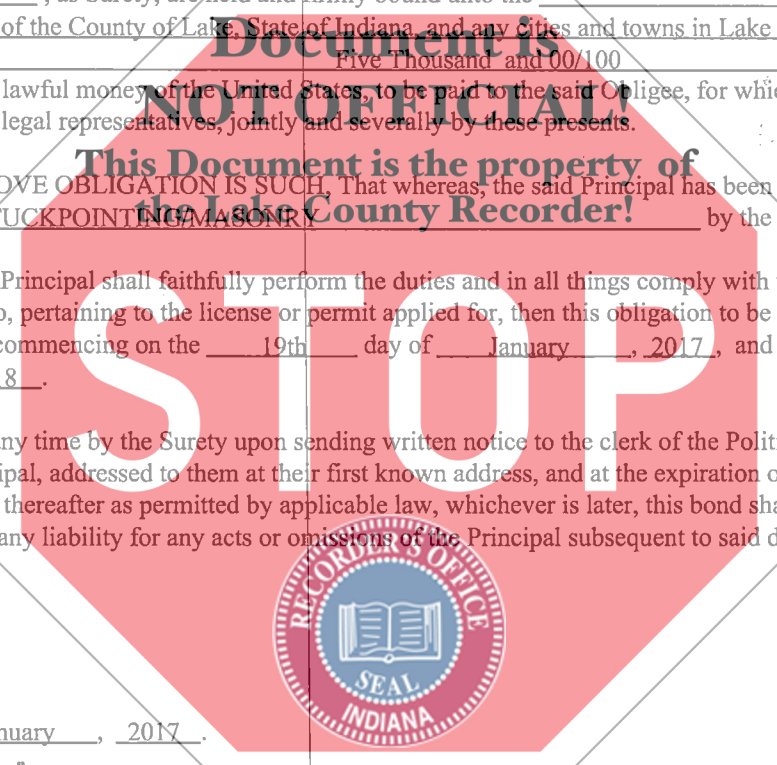 , as Surety, are held and firmly bound unto the
of the County of Lake, State of Indiana, and any cities and towns in Lake
Document is
Five Thousand and 00/100
lawful money of the United States, to be paid to the said Obligee, for
NOT OFFICIAL!
legal representatives, jointly and severally by these presents.
This Document is the property of
OVE OBLIGATION IS SUCH, That whereas, the said Principal has been
the Lake County Recorder!
TUCKPOINTING/MASONRY by the
Principal shall faithfully perform the duties and in all things comply with
, pertaining to the license or permit applied for, then this obligation to be
commencing on the 19th day of January, 2017, and
8.
STOP
any time by the Surety upon sending written notice to the clerk of the Polit
ipal, addressed to them at their first known address, and at the expiration
thereafter as permitted by applicable law, whichever is later, this bond sha
any liability for any acts or omissions of the Principal subsequent to said d
RECORDER'S OFFICE
SEAL
INDIANA
nuary, 2017.